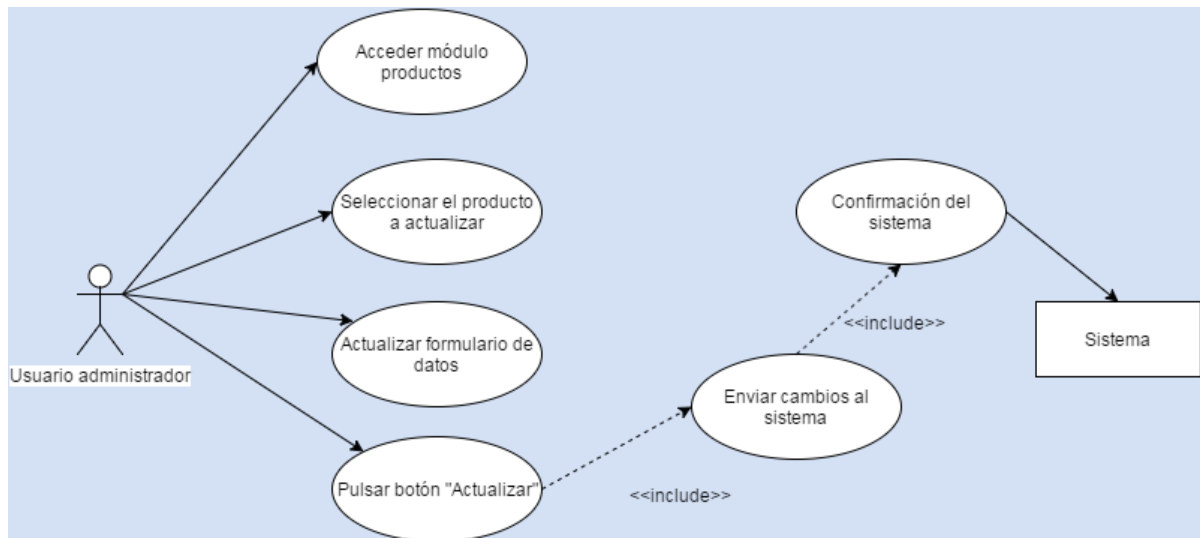 Acceder módulo
productos
Seleccionar el producto
a actualizar
Confirmación del
sistema
<<include>>
Sistema
Actualizar formulario de
datos
Usuario administrador
Enviar cambios al
sistema
Pulsar botón "Actualizar"
<<include>>